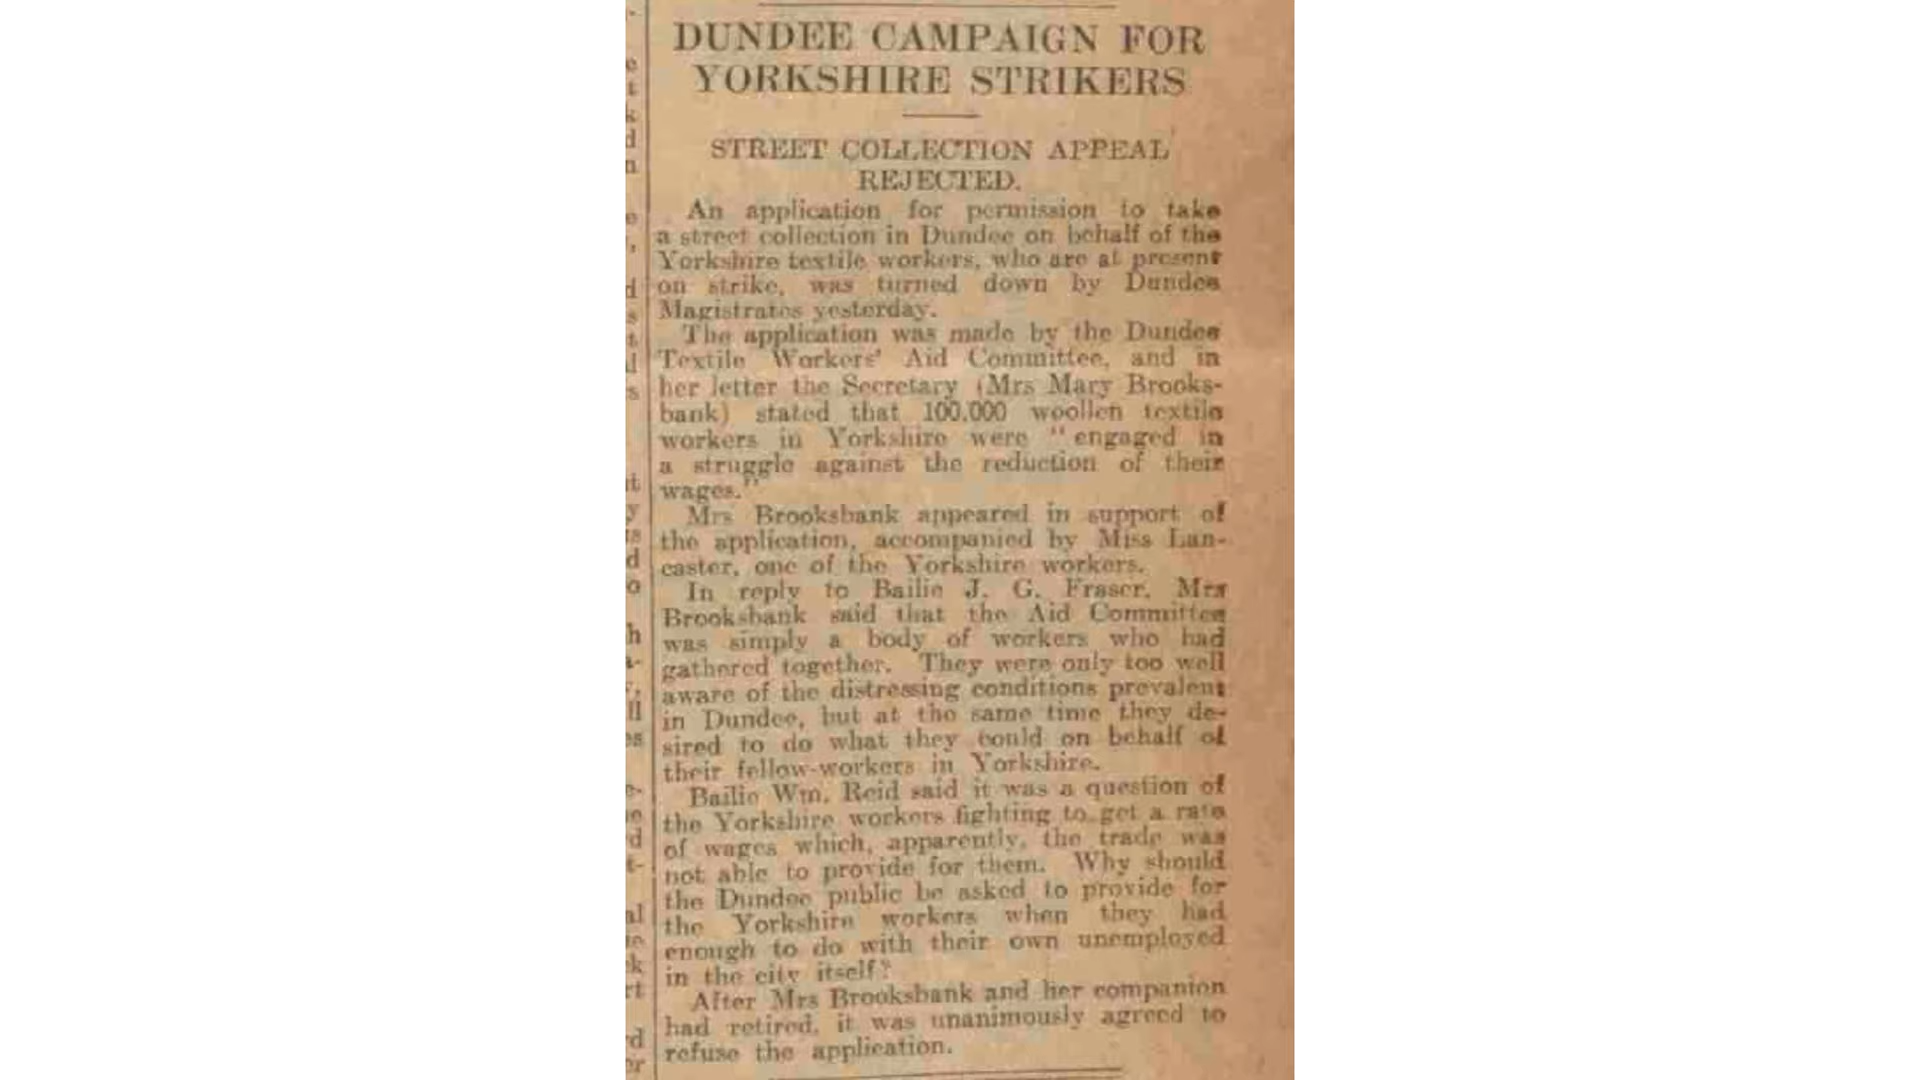 DUNDEE CAMPAIGN FOR
YORKSHIRE STRIKERS
STREET COLLECTION APPEAL
REJECTED.
An application for permission to take
a street collection in Dundee on behalf of the
Yorkshire textile workers, who are at present
on strike, was turned down by Dundee
Magistrates yesterday.
The application was made by the Dundee
Textile Workers' Aid Committee, and in
her letter the Secretary (Mrs Mary Brooks-
bank) stated that 100,000 woollen textile
workers in Yorkshire were "engaged in
a struggle against the reduction of their
wages."
Mrs Brooksbank appeared in support of
the application, accompanied by Miss Lan-
caster, one of the Yorkshire workers.
In reply to Bailie J. G. Fraser, Mrs
Brooksbank said that the Aid Committee
was simply a body of workers who had
gathered together. They were only too well
aware of the distressing conditions prevalent
in Dundee, but at the same time they de-
sired to do what they could on behalf of
their fellow-workers in Yorkshire.
Bailie Wm. Reid said it was a question of
the Yorkshire workers fighting to get a rate
of wages which, apparently, the trade was
not able to provide for them. Why should
the Dundee public be asked to provide for
the Yorkshire workers when they had
enough to do with their own unemployed
in the city itself?
After Mrs Brooksbank and her companion
had retired, it was unanimously agreed to
refuse the application.